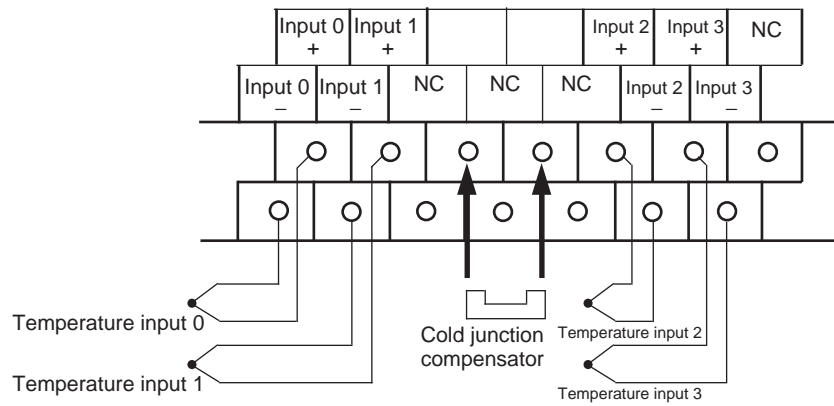 Input 0
+
Input 1
+
Input 2
+
Input 3
+
NC
Input 0
–
Input 1
–
NC
NC
NC
Input 2
–
Input 3
–
Temperature input 0
Temperature input 1
Cold junction
compensator
Temperature input 2
Temperature input 3